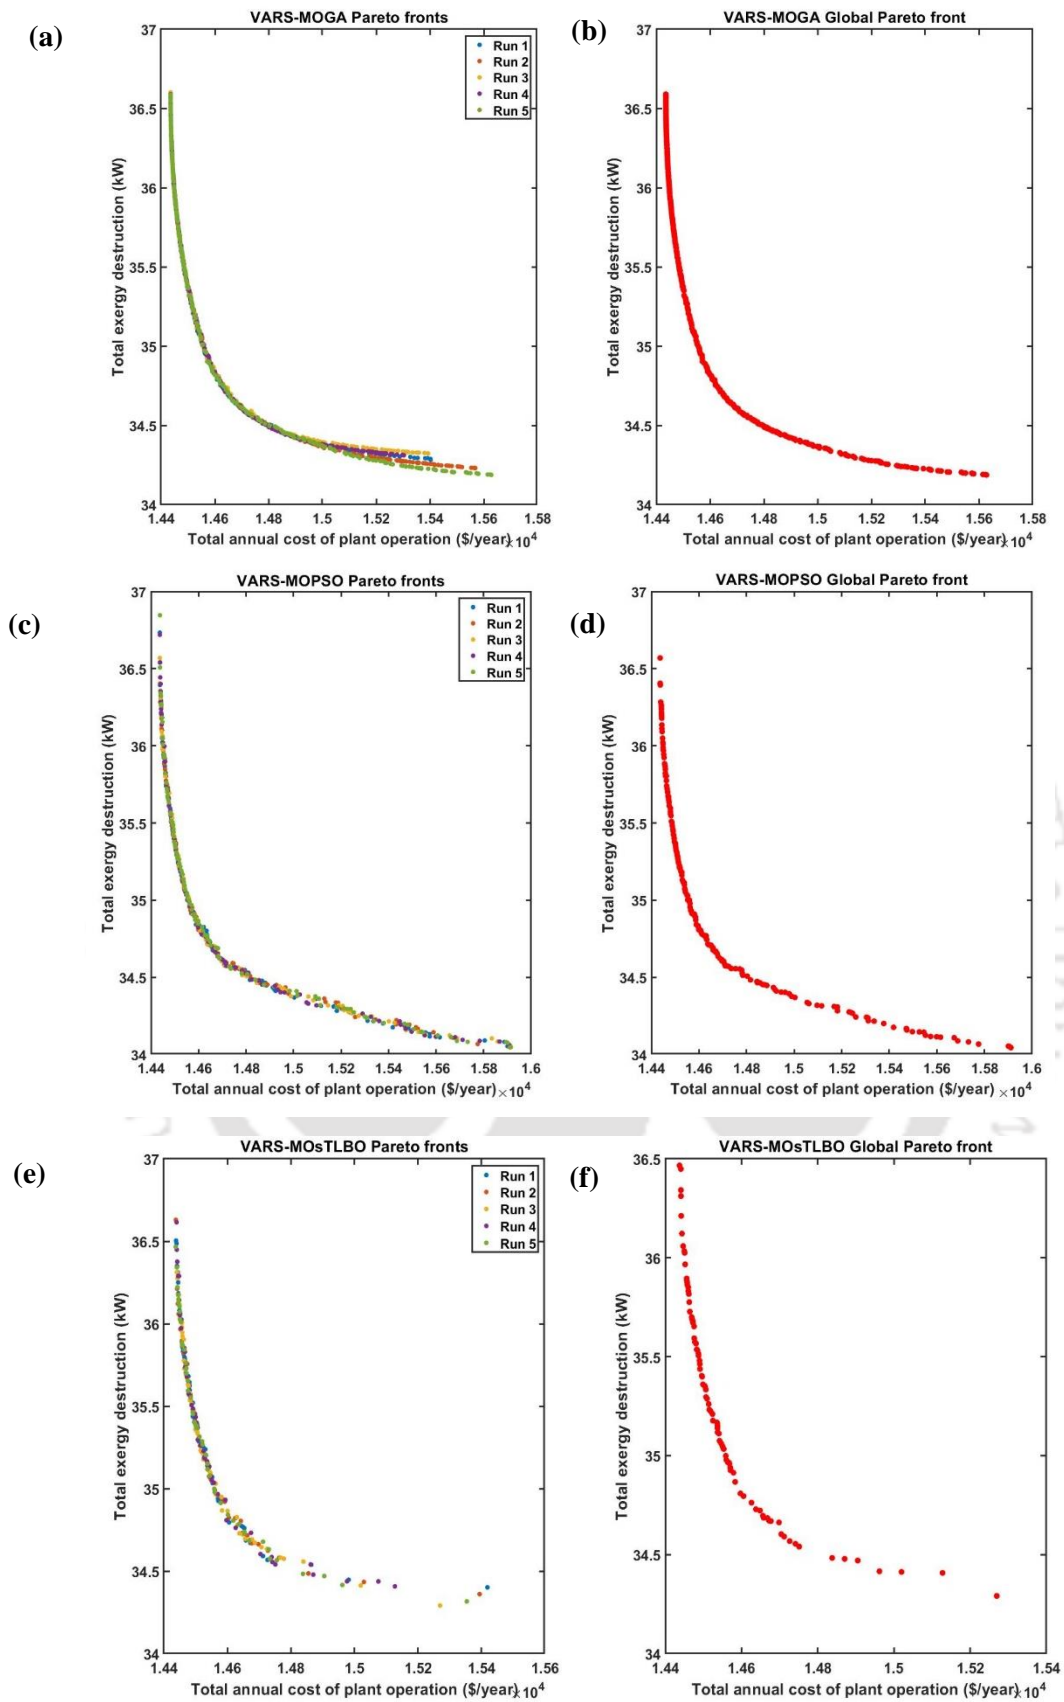 (a)
VARS-MOGA Pareto fronts
Run 1
Run 2
Run 3
Run 4
Run 5
Total exergy destruction (kW)
36.5
36
35.5
35
34.5
34
1.44 1.46 1.48 1.5 1.52 1.54 1.56 1.58
Total annual cost of plant operation ($/year) ×10^4
(b)
VARS-MOGA Global Pareto front
Total exergy destruction (kW)
36.5
36
35.5
35
34.5
34
1.44 1.46 1.48 1.5 1.52 1.54 1.56 1.58
Total annual cost of plant operation ($/year) ×10^4
(c)
VARS-MOPSO Pareto fronts
Run 1
Run 2
Run 3
Run 4
Run 5
Total exergy destruction (kW)
37
36.5
36
35.5
35
34.5
34
1.44 1.46 1.48 1.5 1.52 1.54 1.56 1.58 1.6
Total annual cost of plant operation ($/year) ×10^4
(d)
VARS-MOPSO Global Pareto front
Total exergy destruction (kW)
37
36.5
36
35.5
35
34.5
34
1.44 1.46 1.48 1.5 1.52 1.54 1.56 1.58 1.6
Total annual cost of plant operation ($/year) ×10^4
(e)
VARS-MOsTLBO Pareto fronts
Run 1
Run 2
Run 3
Run 4
Run 5
Total exergy destruction (kW)
37
36.5
36
35.5
35
34.5
34
1.44 1.46 1.48 1.5 1.52 1.54 1.56
Total annual cost of plant operation ($/year) ×10^4
(f)
VARS-MOsTLBO Global Pareto front
Total exergy destruction (kW)
36.5
36
35.5
35
34.5
34
1.44 1.46 1.48 1.5 1.52 1.54
Total annual cost of plant operation ($/year) ×10^4